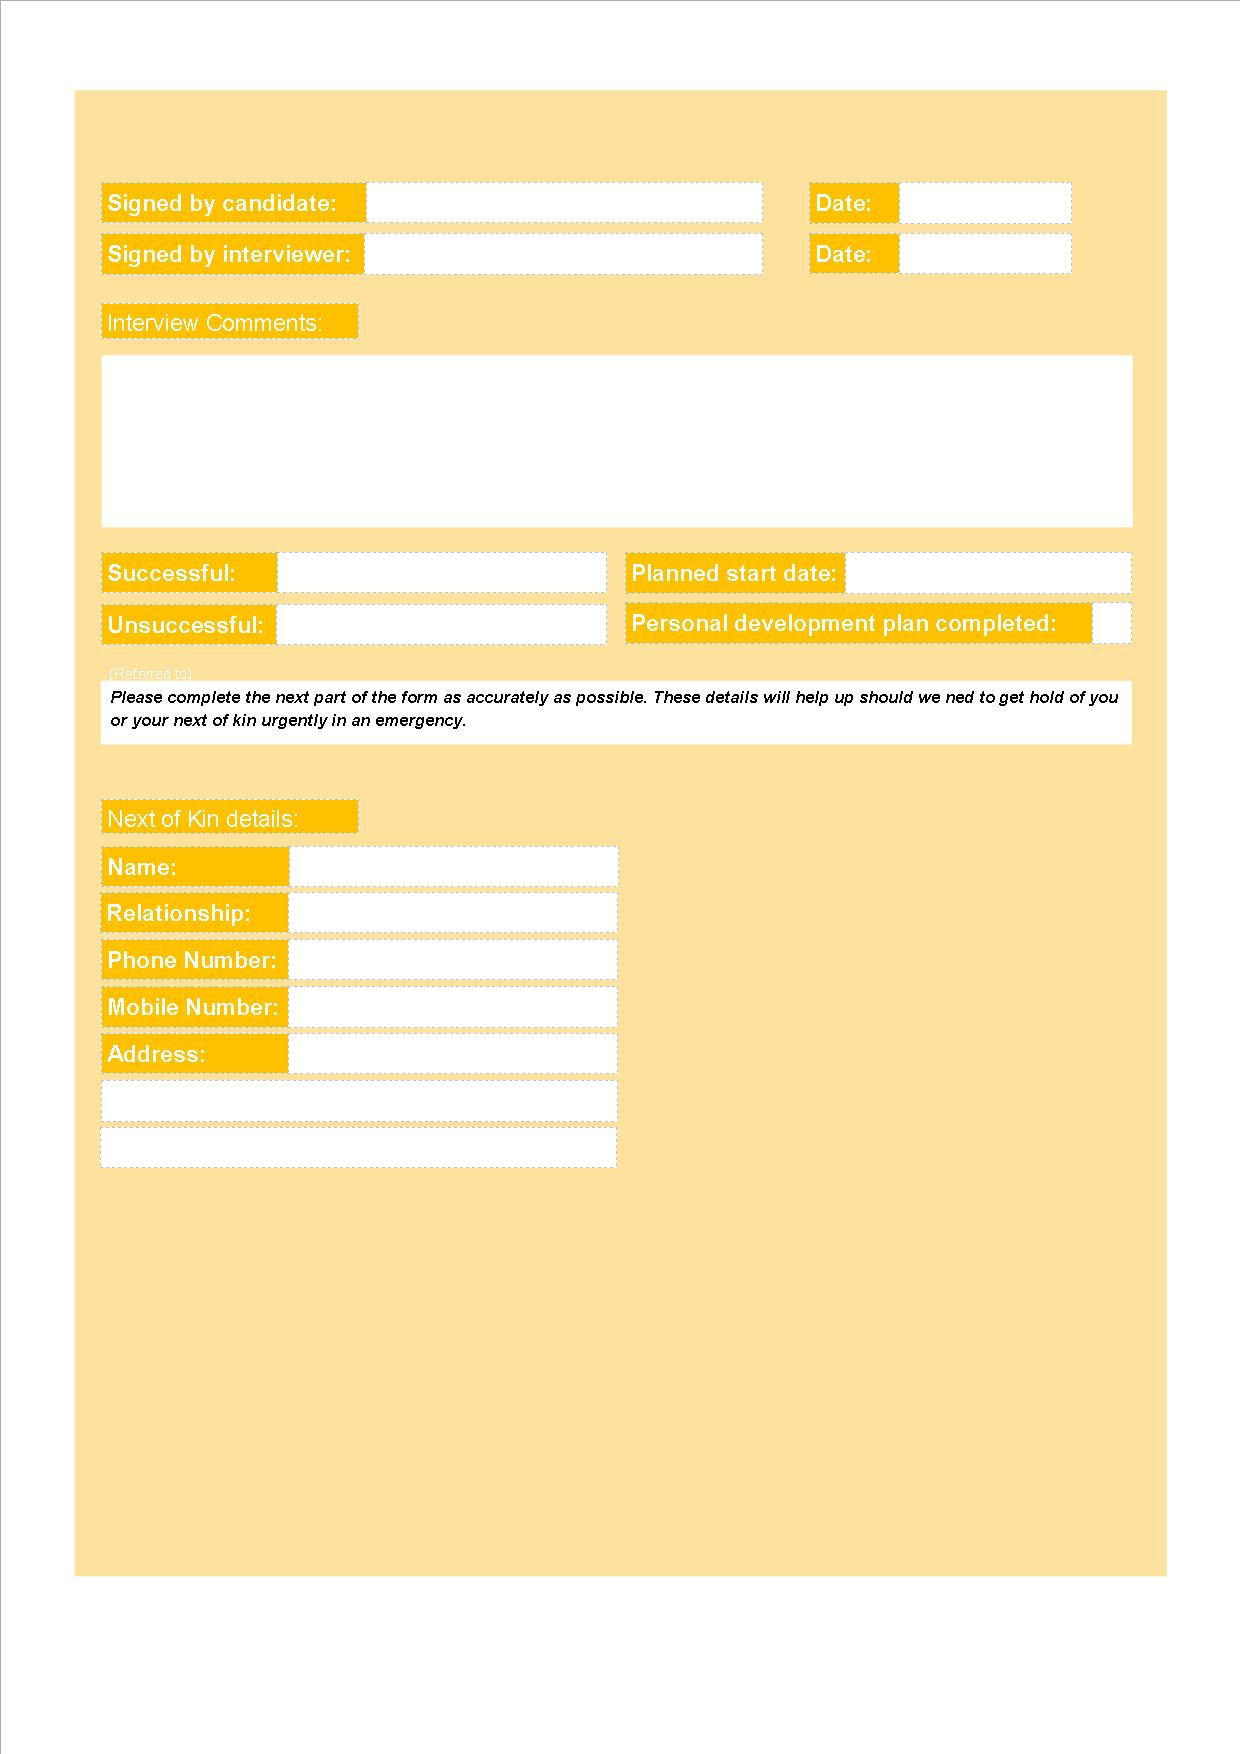 Signed by candidate: Date:
Signed by interviewer: Date:
Interview Comments:
Successful: Planned start date:
Unsuccessful: Personal development plan completed:
(Referred to)
Please complete the next part of the form as accurately as possible. These details will help up should we ned to get hold of you
or your next of kin urgently in an emergency.
Next of Kin details:
Name:
Relationship:
Phone Number:
Mobile Number:
Address: